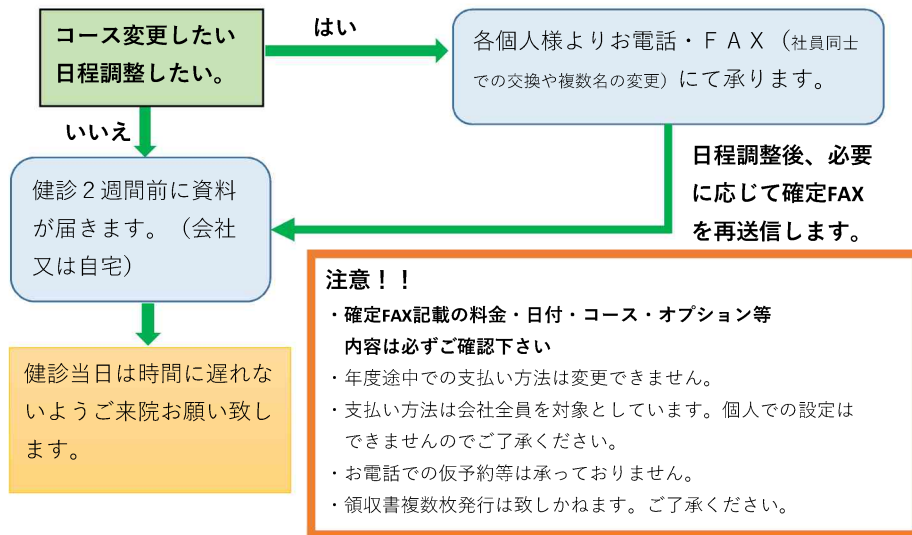 コース変更したい
日程調整したい。
はい
各個人様よりお電話・ＦＡＸ（社員同士
での交換や複数名の変更）にて承ります。
いいえ
日程調整後、必要
に応じて確定FAX
を再送信します。
健診２週間前に資料
が届きます。（会社
又は自宅）
健診当日は時間に遅れな
いようご来院お願い致し
ます。
注意！！
・確定FAX記載の料金・日付・コース・オプション等
内容は必ずご確認下さい
・年度途中での支払い方法は変更できません。
・支払い方法は会社全員を対象としています。個人での設定は
できませんのでご了承ください。
・お電話での仮予約等は承っておりません。
・領収書複数枚発行は致しかねます。ご了承ください。